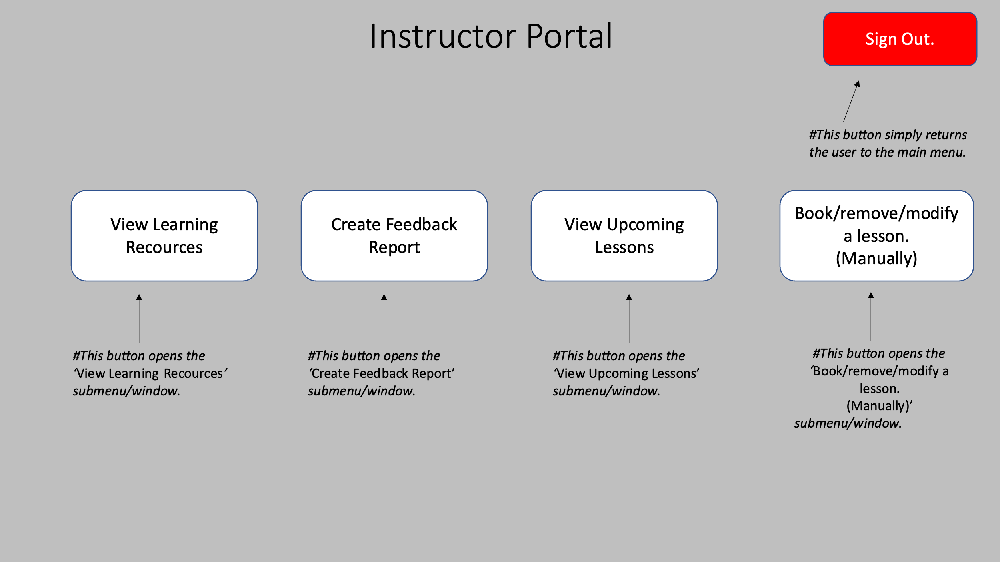 Instructor Portal
Sign Out.
#This button simply returns
the user to the main menu.
View Learning
Recources
Create Feedback
Report
View Upcoming
Lessons
Book/remove/modify
a lesson.
(Manually)
#This button opens the
‘View Learning Recources’
submenu/window.
#This button opens the
‘Create Feedback Report’
submenu/window.
#This button opens the
‘View Upcoming Lessons’
submenu/window.
#This button opens the
‘Book/remove/modify a
lesson.
(Manually)’
submenu/window.